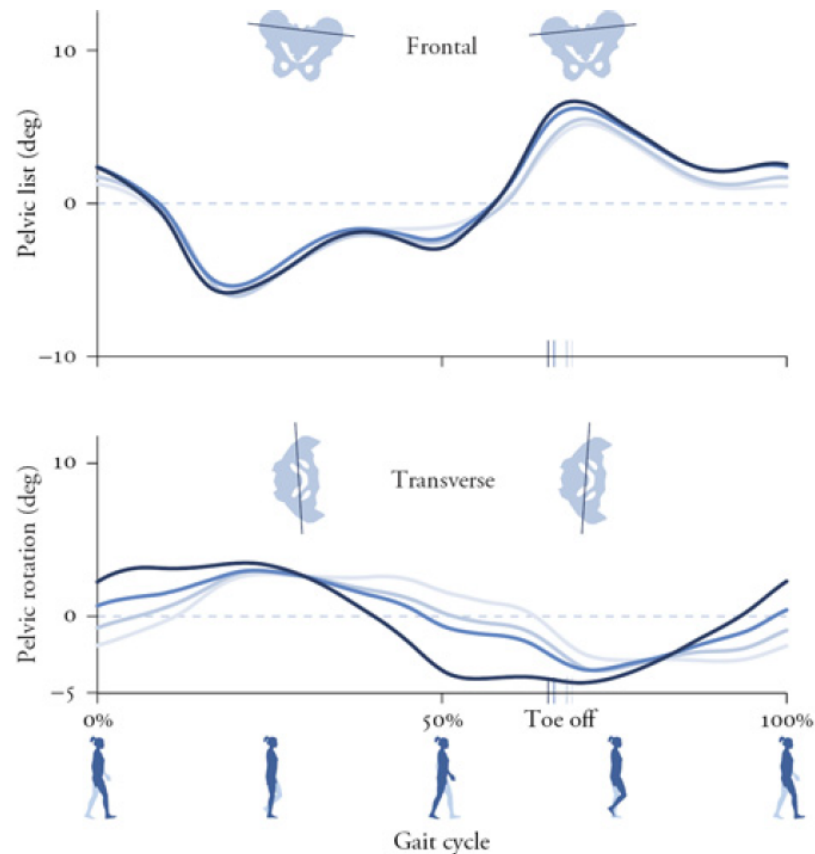 10
Frontal
Pelvic list (deg)
0
−10
10
Transverse
Pelvic rotation (deg)
0
−5
0%
50%
Toe off
100%
Gait cycle